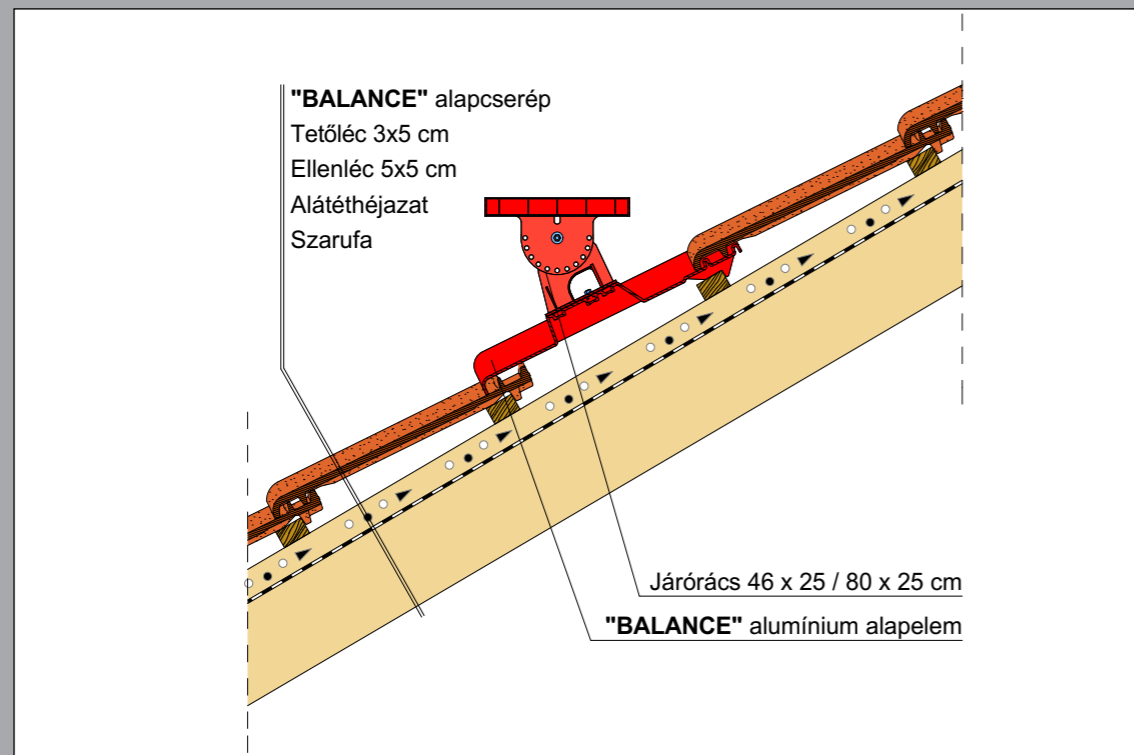 "BALANCE" alapcserép
Tetőléc 3x5 cm
Ellenléc 5x5 cm
Alátéthéjazat
Szarufa
Járórács 46 x 25 / 80 x 25 cm
"BALANCE" alumínium alapelem